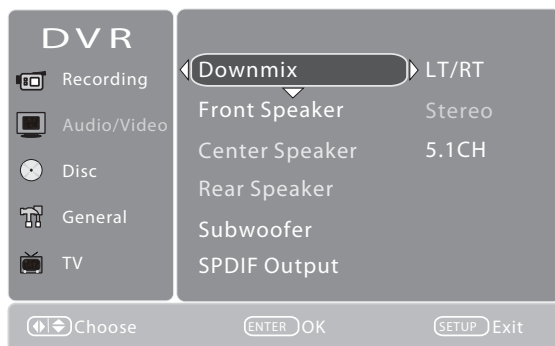 DVR
Recording
Audio/Video
Disc
General
TV
Downmix
LT/RT
Front Speaker
Stereo
Center Speaker
5.1CH
Rear Speaker
Subwoofer
SPDIF Output
Choose
ENTER OK
SETUP Exit